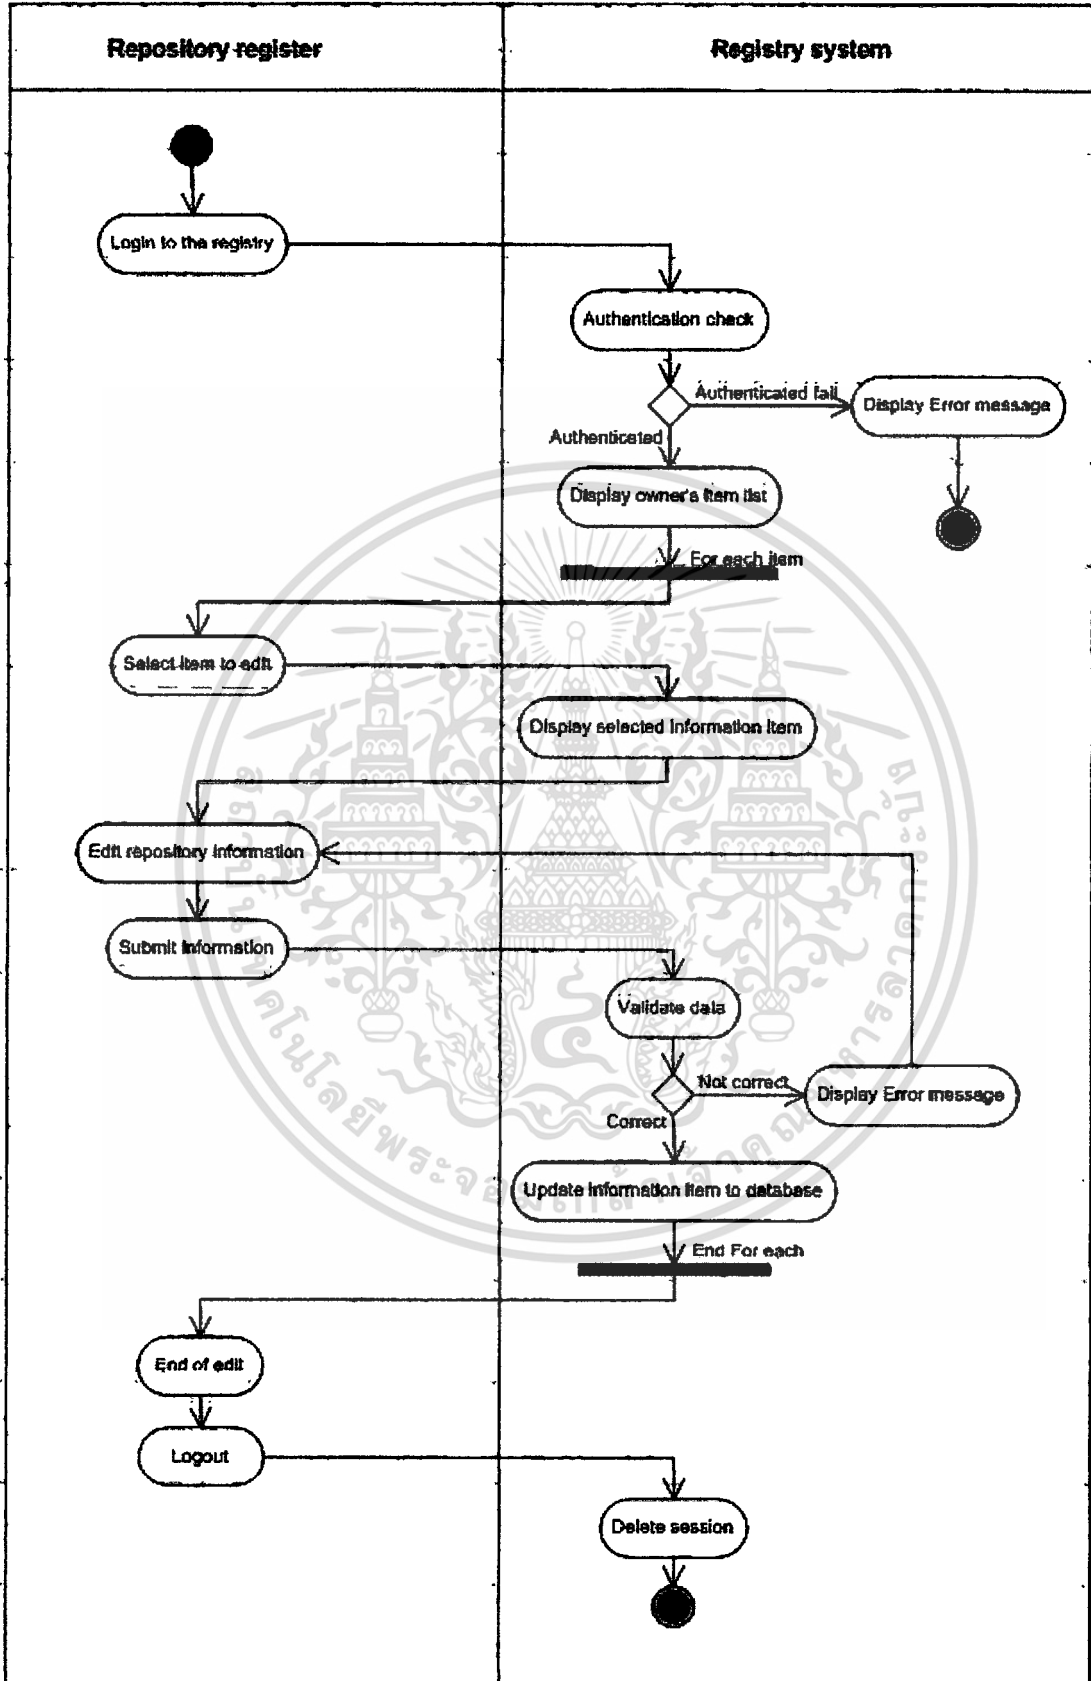 Repository register
Registry system
Login to the registry
Authentication check
Authenticated fail
Display Error message
Authenticated
Display owner's item list
For each item
Select item to edit
Display selected information item
Edit repository information
Submit information
Validate data
Not correct
Display Error message
Correct
Update information item to database
End For each
End of edit
Logout
Delete session